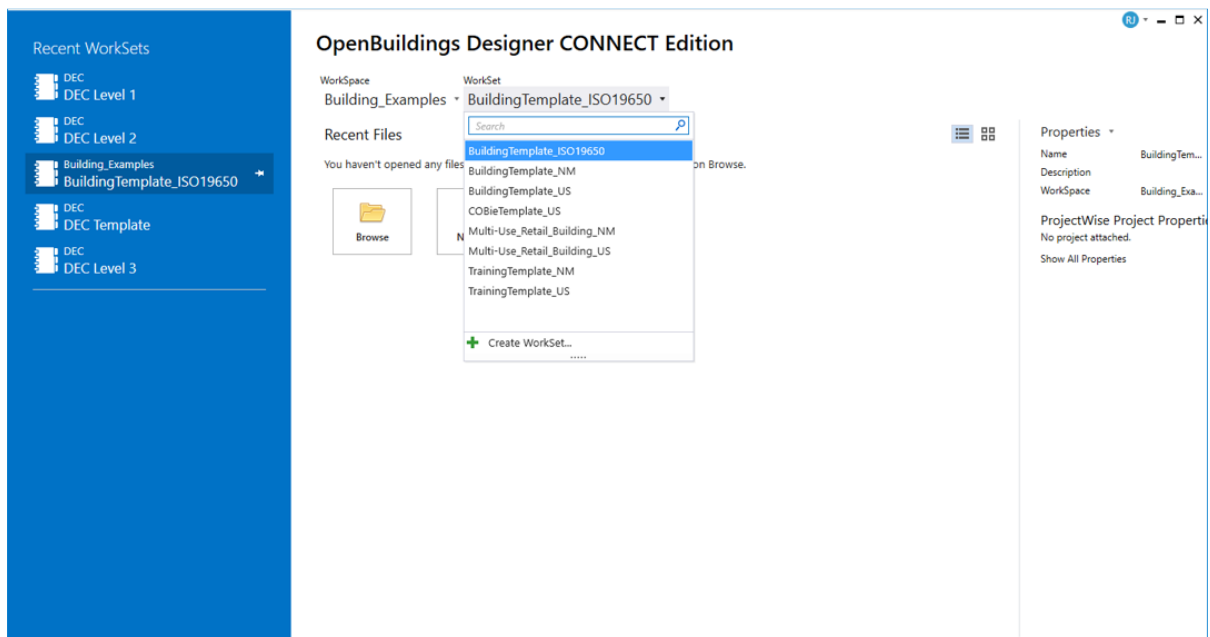 RJ
Recent WorkSets
DEC
DEC Level 1
DEC
DEC Level 2
Building_Examples
BuildingTemplate_ISO19650
DEC
DEC Template
DEC
DEC Level 3
OpenBuildings Designer CONNECT Edition
WorkSpace WorkSet
Building_Examples BuildingTemplate_ISO19650
Recent Files
You haven't opened any files on Browse.
Browse
N
Search
BuildingTemplate_ISO19650
BuildingTemplate_NM
BuildingTemplate_US
COBieTemplate_US
Multi-Use_Retail_Building_NM
Multi-Use_Retail_Building_US
TrainingTemplate_NM
TrainingTemplate_US
Create WorkSet...
Properties
Name BuildingTem...
Description
WorkSpace Building_Exa...
ProjectWise Project Properti
No project attached.
Show All Properties